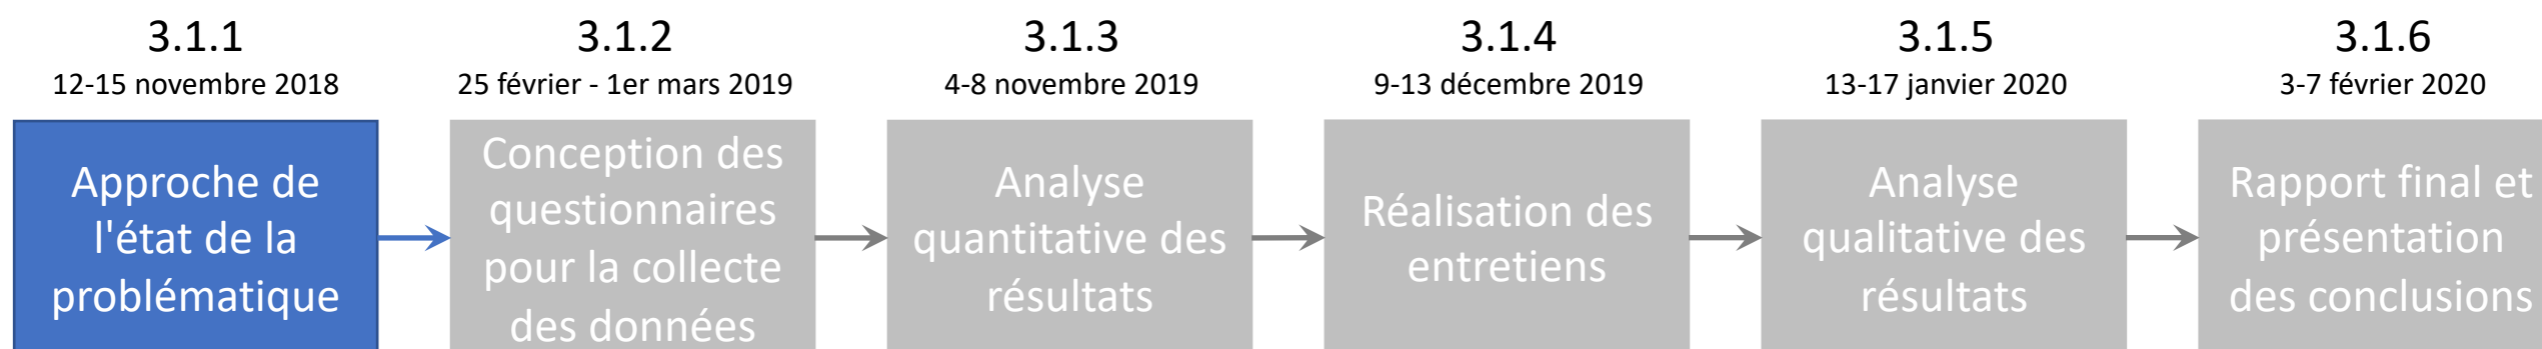 3.1.1
12-15 novembre 2018
Approche de
l'état de la
problématique
3.1.2
25 février - 1er mars 2019
Conception des
questionnaires
pour la collecte
des données
3.1.3
4-8 novembre 2019
Analyse
quantitative des
résultats
3.1.4
9-13 décembre 2019
Réalisation des
entretiens
3.1.5
13-17 janvier 2020
Analyse
qualitative des
résultats
3.1.6
3-7 février 2020
Rapport final et
présentation
des conclusions